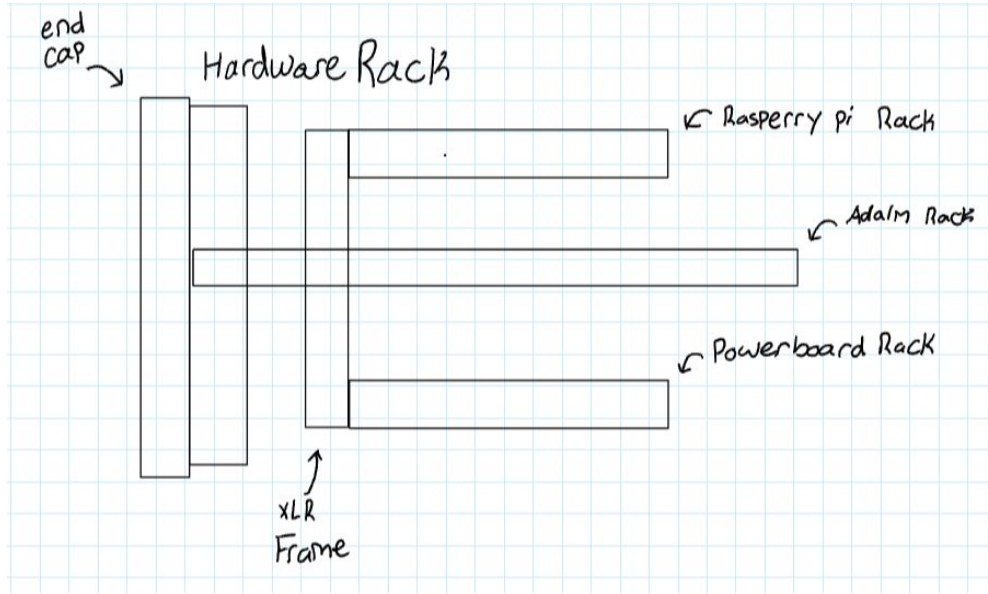 end
cap
Hardware Rack
Rasperry pi Rack
Adalm Rack
Powerboard Rack
XLR
Frame